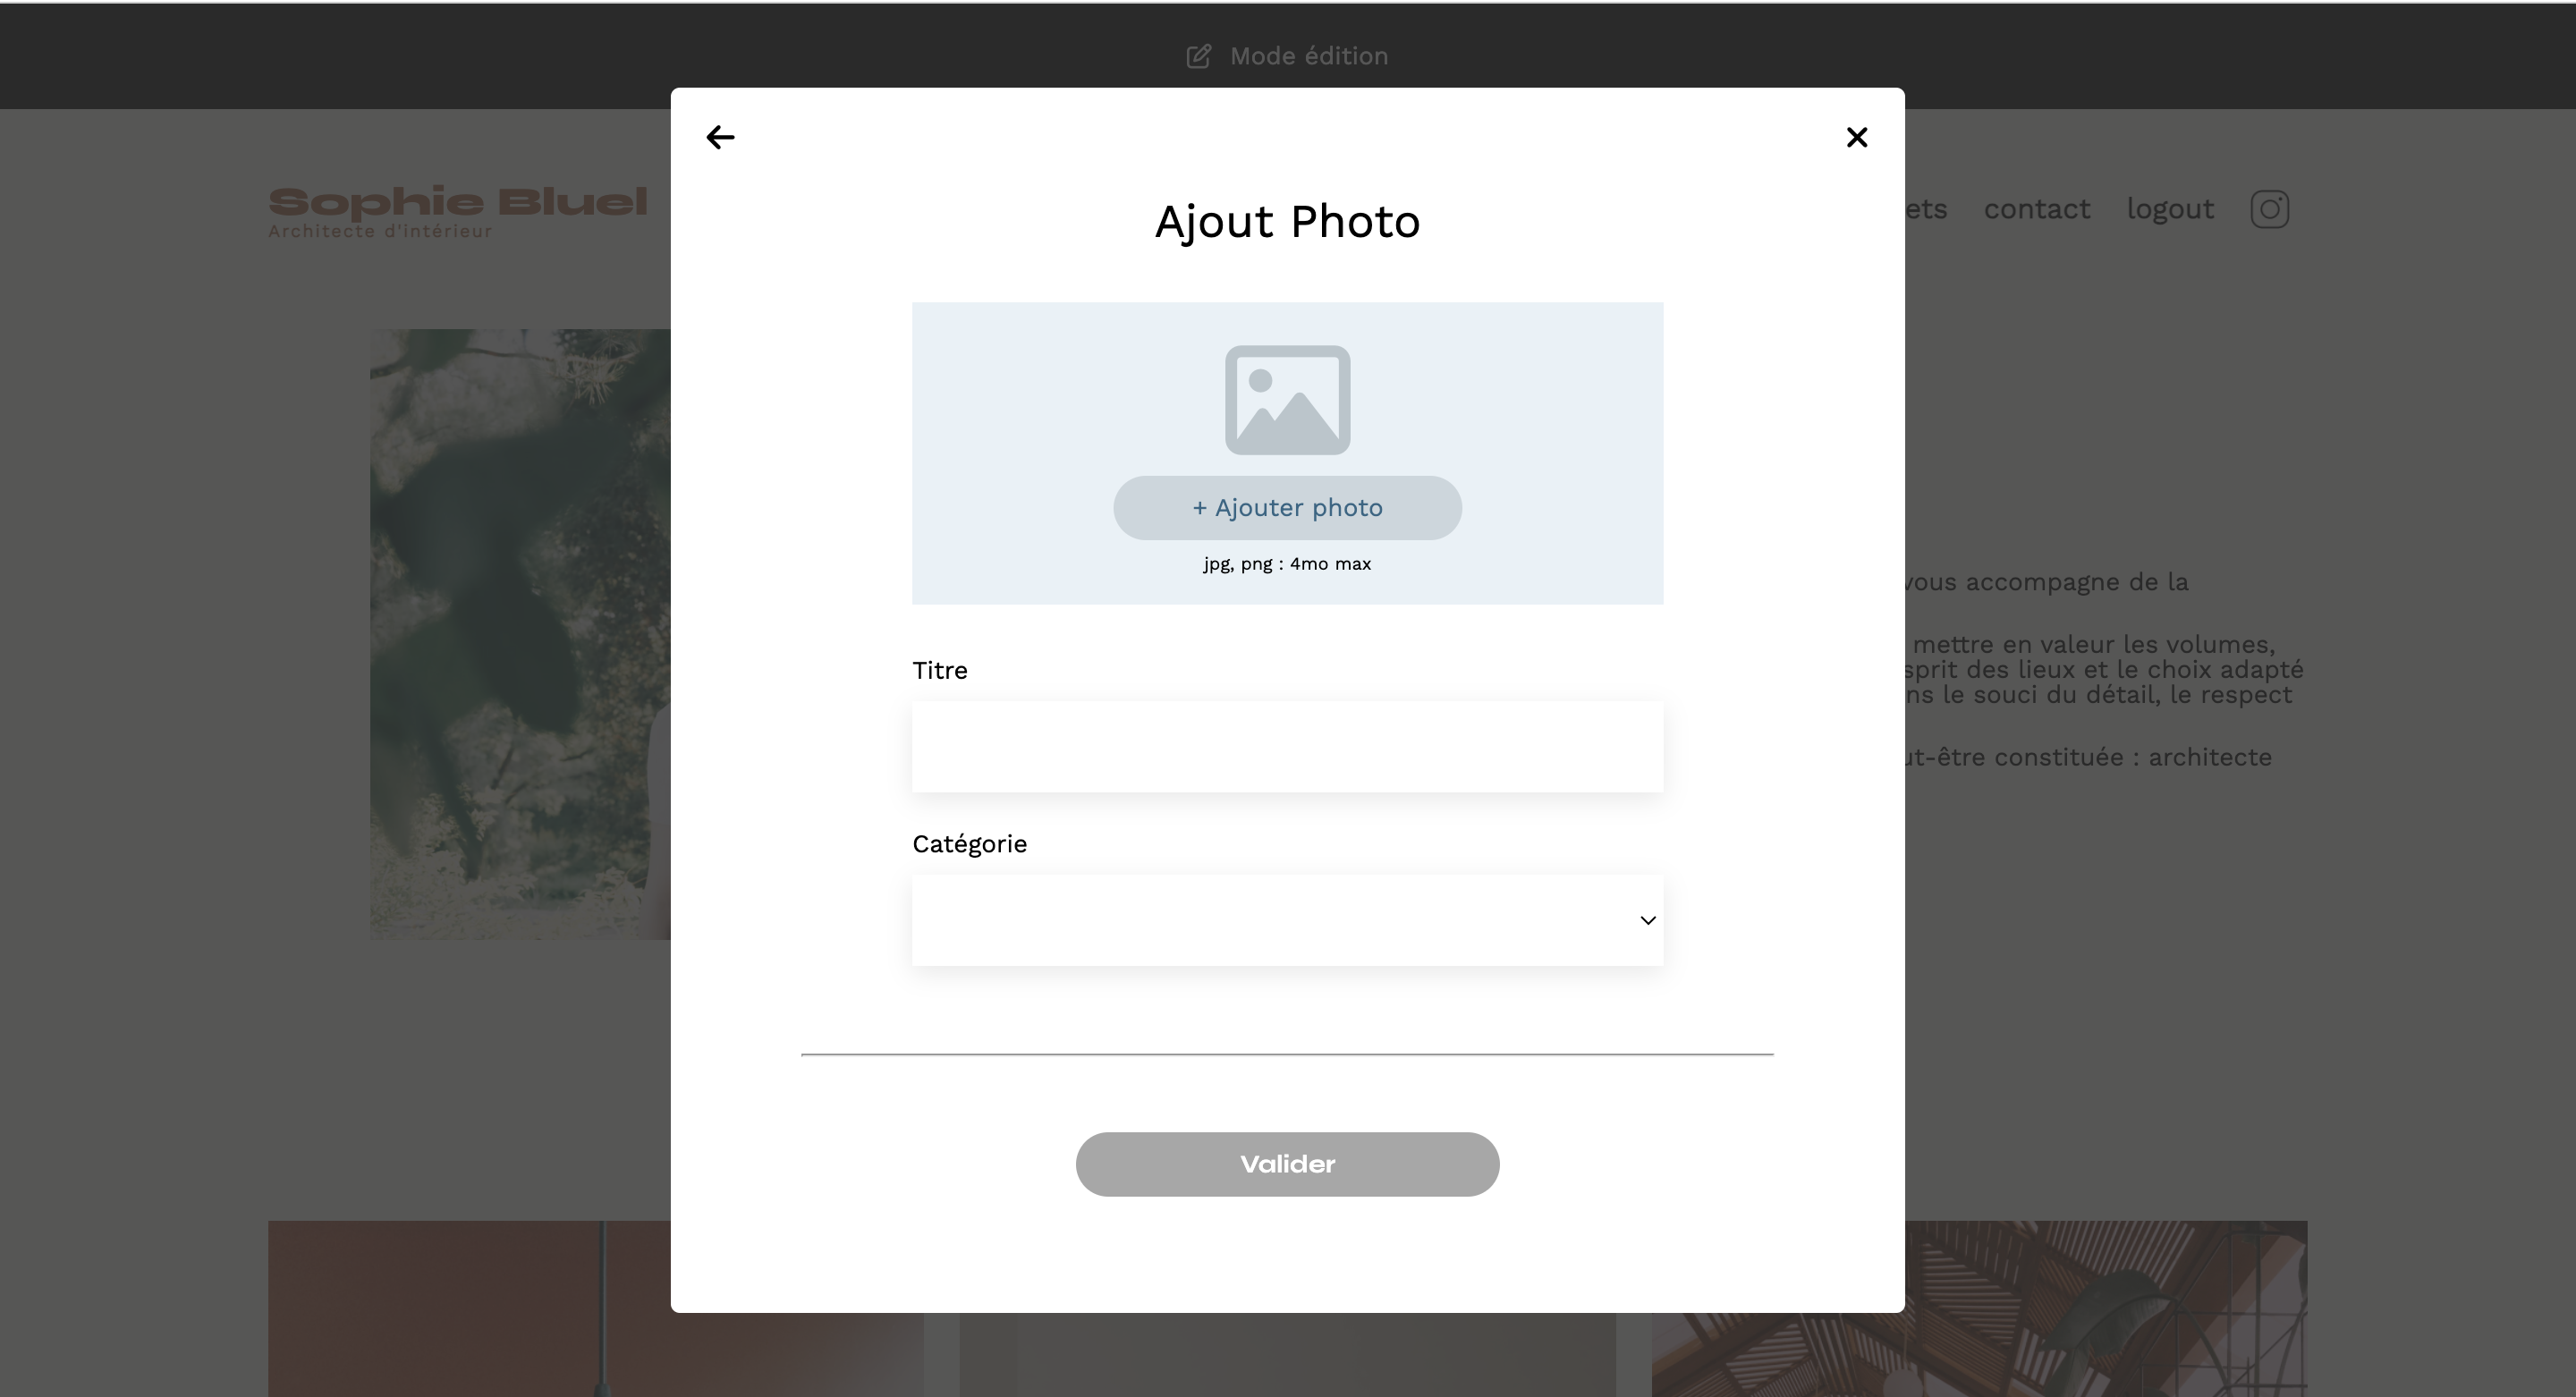 Mode édition
Sophie Bluel
Architecte d'intérieur
ets contact logout
Ajout Photo
+ Ajouter photo
jpg, png : 4mo max
vous accompagne de la
mettre en valeur les volumes,
sprit des lieux et le choix adapté
ns le souci du détail, le respect
ut-être constituée : architecte
Titre
Catégorie
Valider